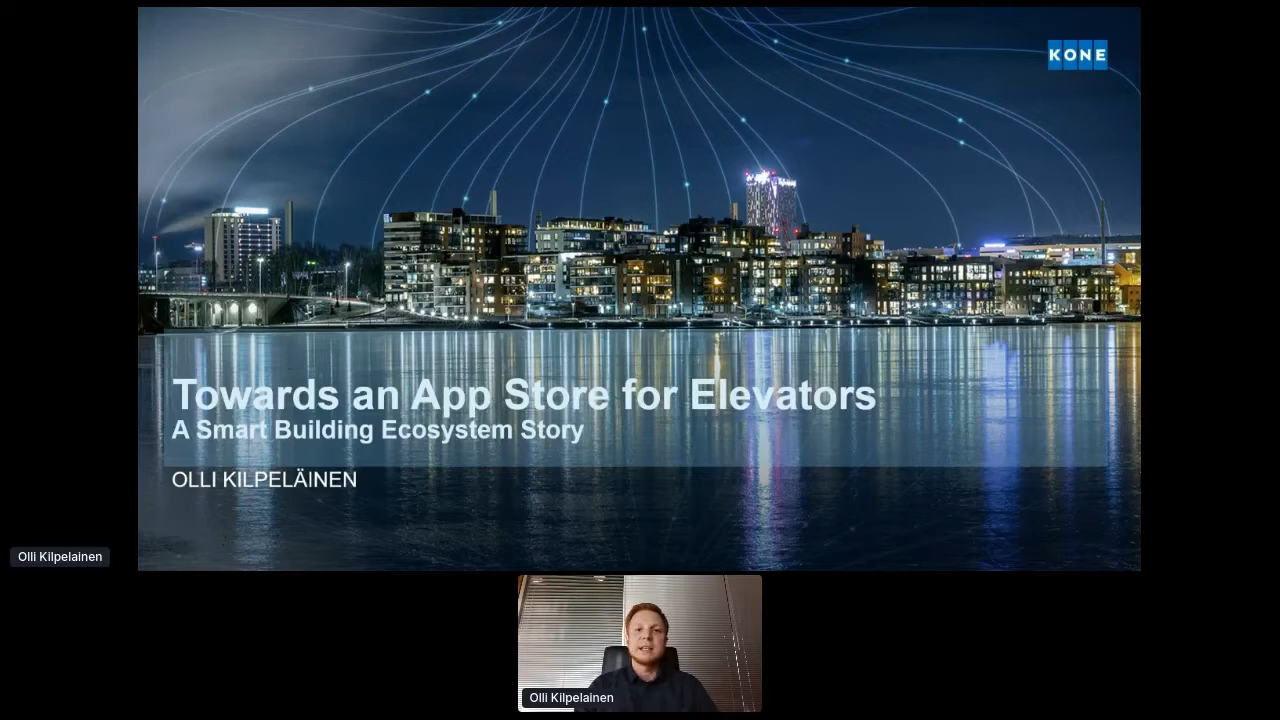 KONE
Towards an App Store for Elevators
A Smart Building Ecosystem Story
OLLI KILPELÄINEN
Olli Kilpelainen
Olli Kilpelainen